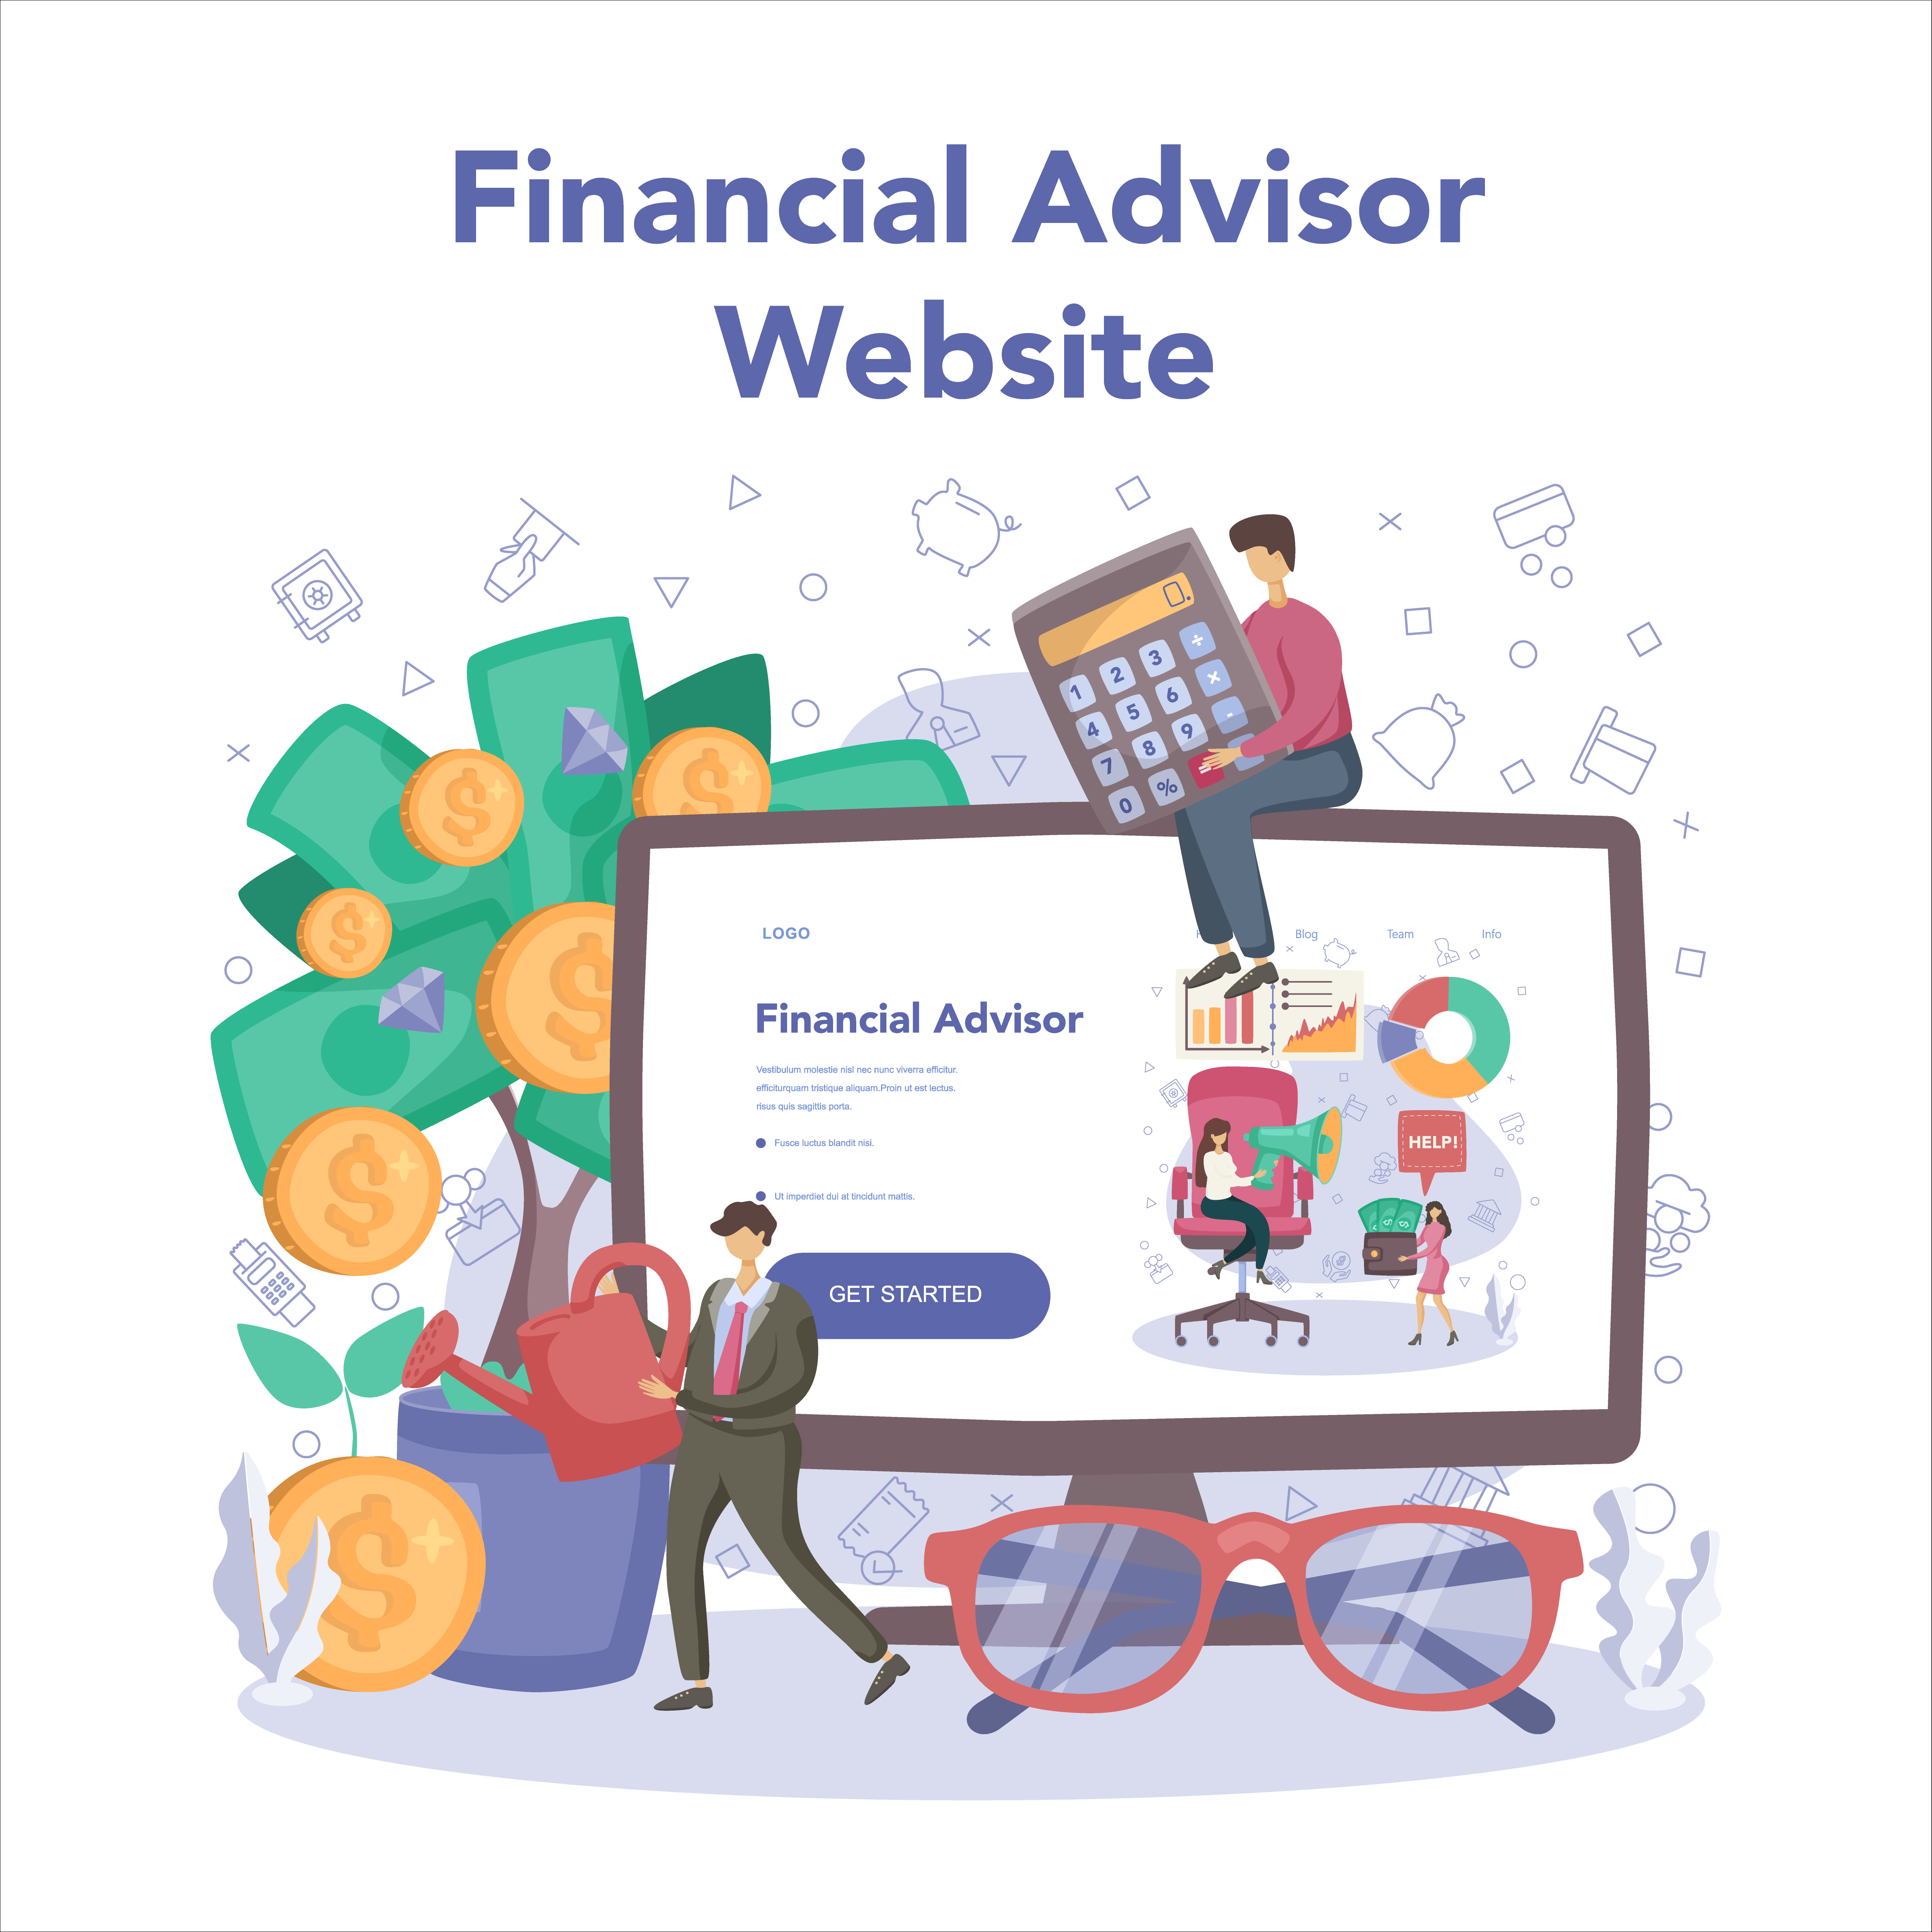 Financial Advisor
Website
1 2 3 ÷
4 5 6 ×
7 8 9 -
0 % =
LOGO
Blog Team Info
Financial Advisor
Vestibulum molestie nisl nec nunc viverra efficitur.
efficiturquam tristique aliquam.Proin ut est lectus.
risus quis sagittis porta.
Fusce luctus blandit nisi.
Ut imperdiet dui at tincidunt mattis.
HELP!
GET STARTED